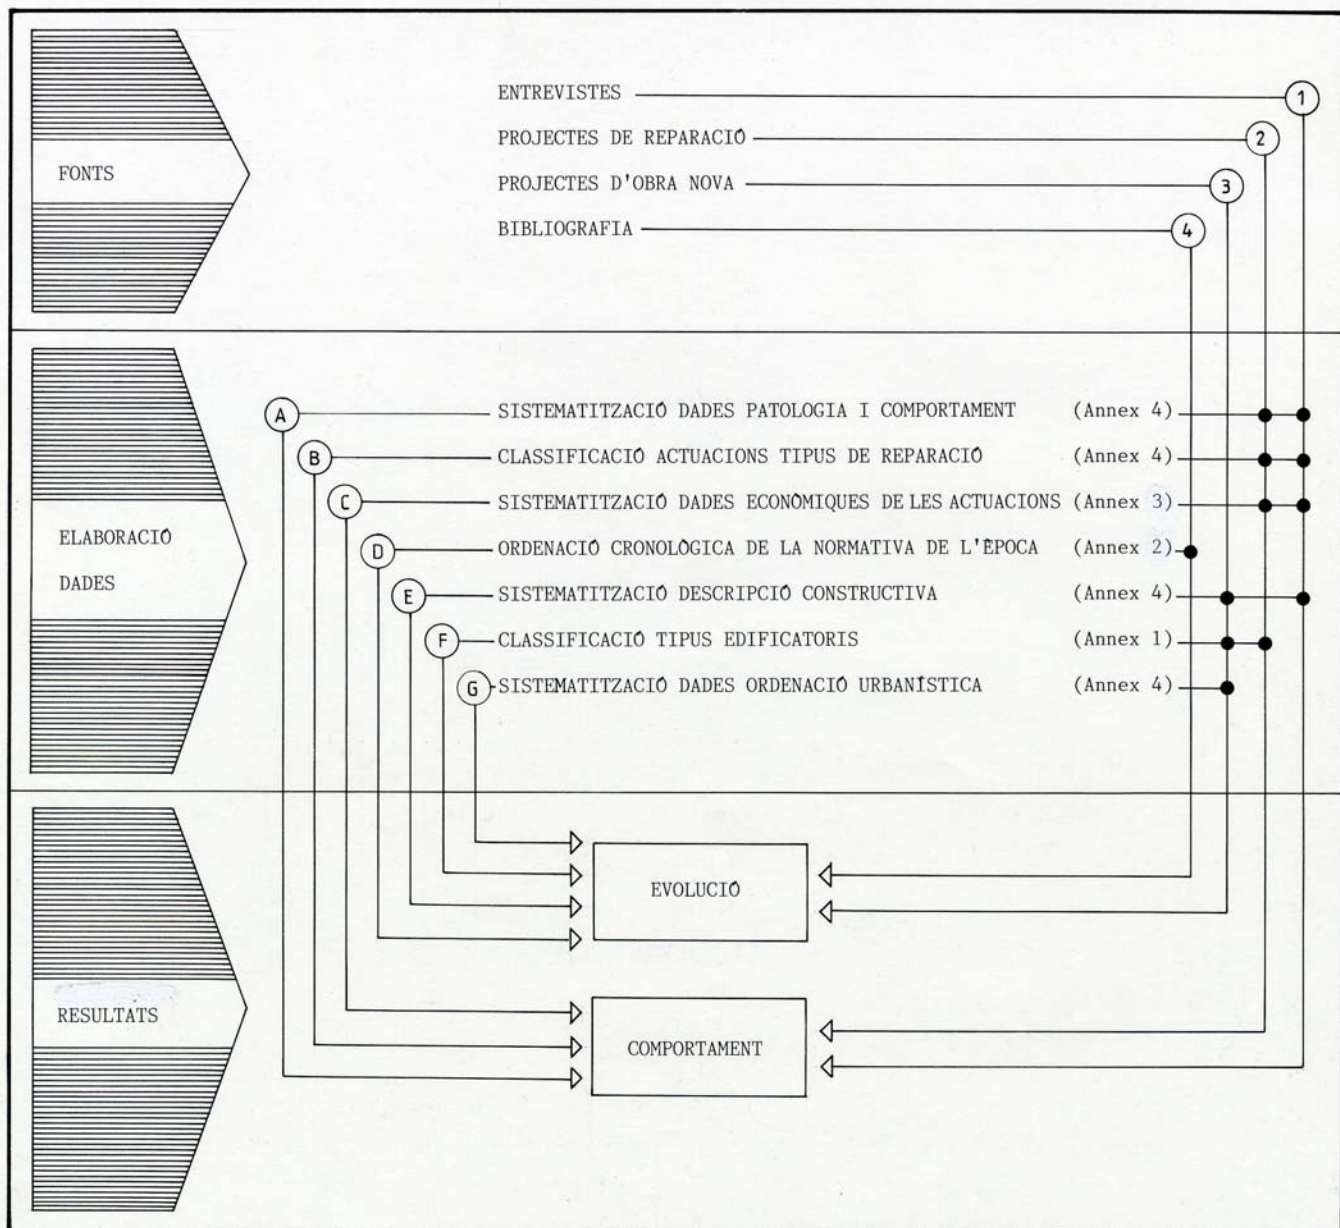 ENTREVISTES 1
PROJECTES DE REPARACIÓ 2
FONTS
PROJECTES D'OBRA NOVA 3
BIBLIOGRAFIA 4
A SISTEMATITZACIÓ DADES PATOLOGIA I COMPORTAMENT (Annex 4)
B CLASSIFICACIÓ ACTUACIONS TIPUS DE REPARACIÓ (Annex 4)
C SISTEMATITZACIÓ DADES ECONÒMIQUES DE LES ACTUACIONS (Annex 3)
ELABORACIÓ
DADES
D ORDENACIÓ CRONOLÒGICA DE LA NORMATIVA DE L'ÈPOCA (Annex 2)
E SISTEMATITZACIÓ DESCRIPCIÓ CONSTRUCTIVA (Annex 4)
F CLASSIFICACIÓ TIPUS EDIFICATORIS (Annex 1)
G SISTEMATITZACIÓ DADES ORDENACIÓ URBANÍSTICA (Annex 4)
EVOLUCIÓ
RESULTATS
COMPORTAMENT